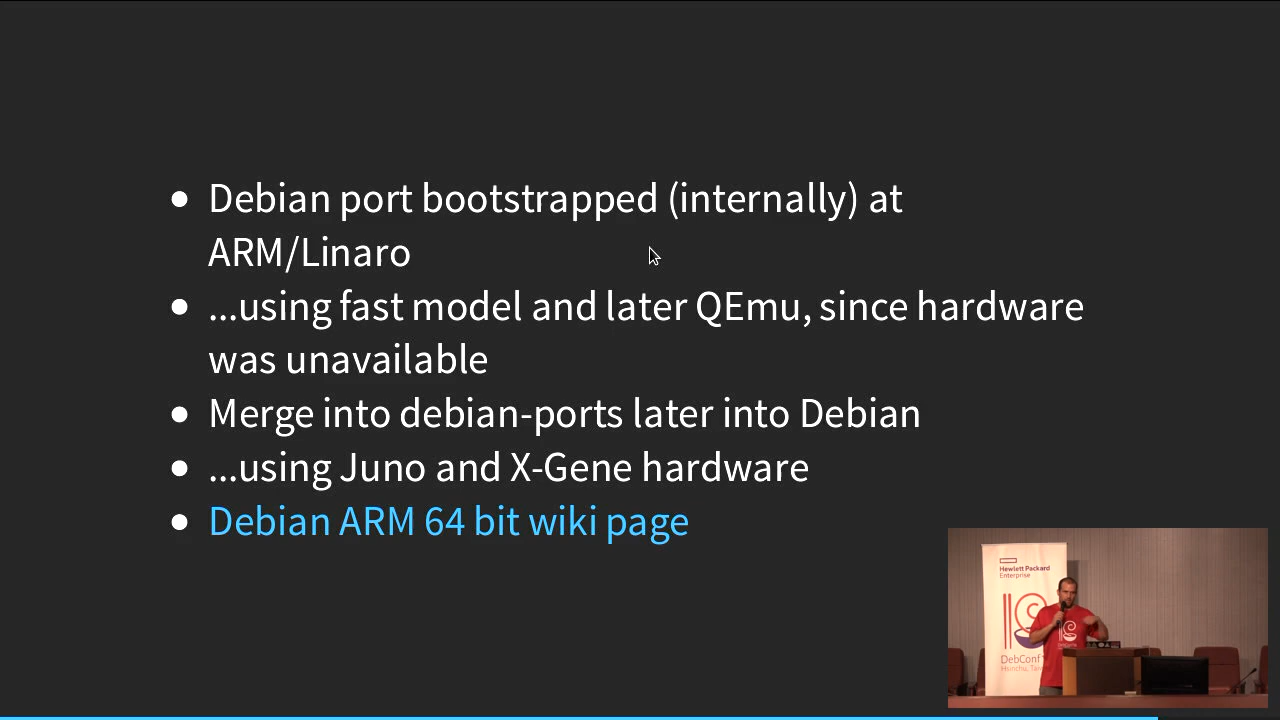 Debian port bootstrapped (internally) at
ARM/Linaro
...using fast model and later QEmu, since hardware
was unavailable
Merge into debian-ports later into Debian
...using Juno and X-Gene hardware
Debian ARM 64 bit wiki page
Hewlett Packard
Enterprise
DebConf
Hsinchu,